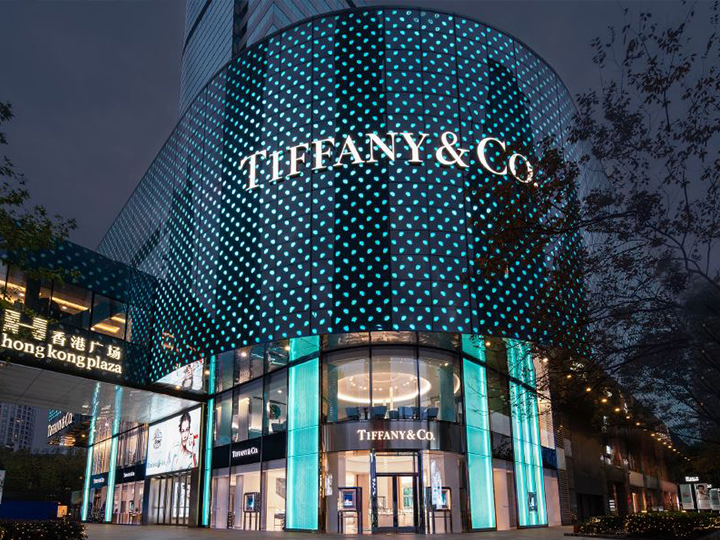 TIFFANY & CO.
香港广场
hong kong plaza
TIFFANY & CO.
TIFFANY & CO.